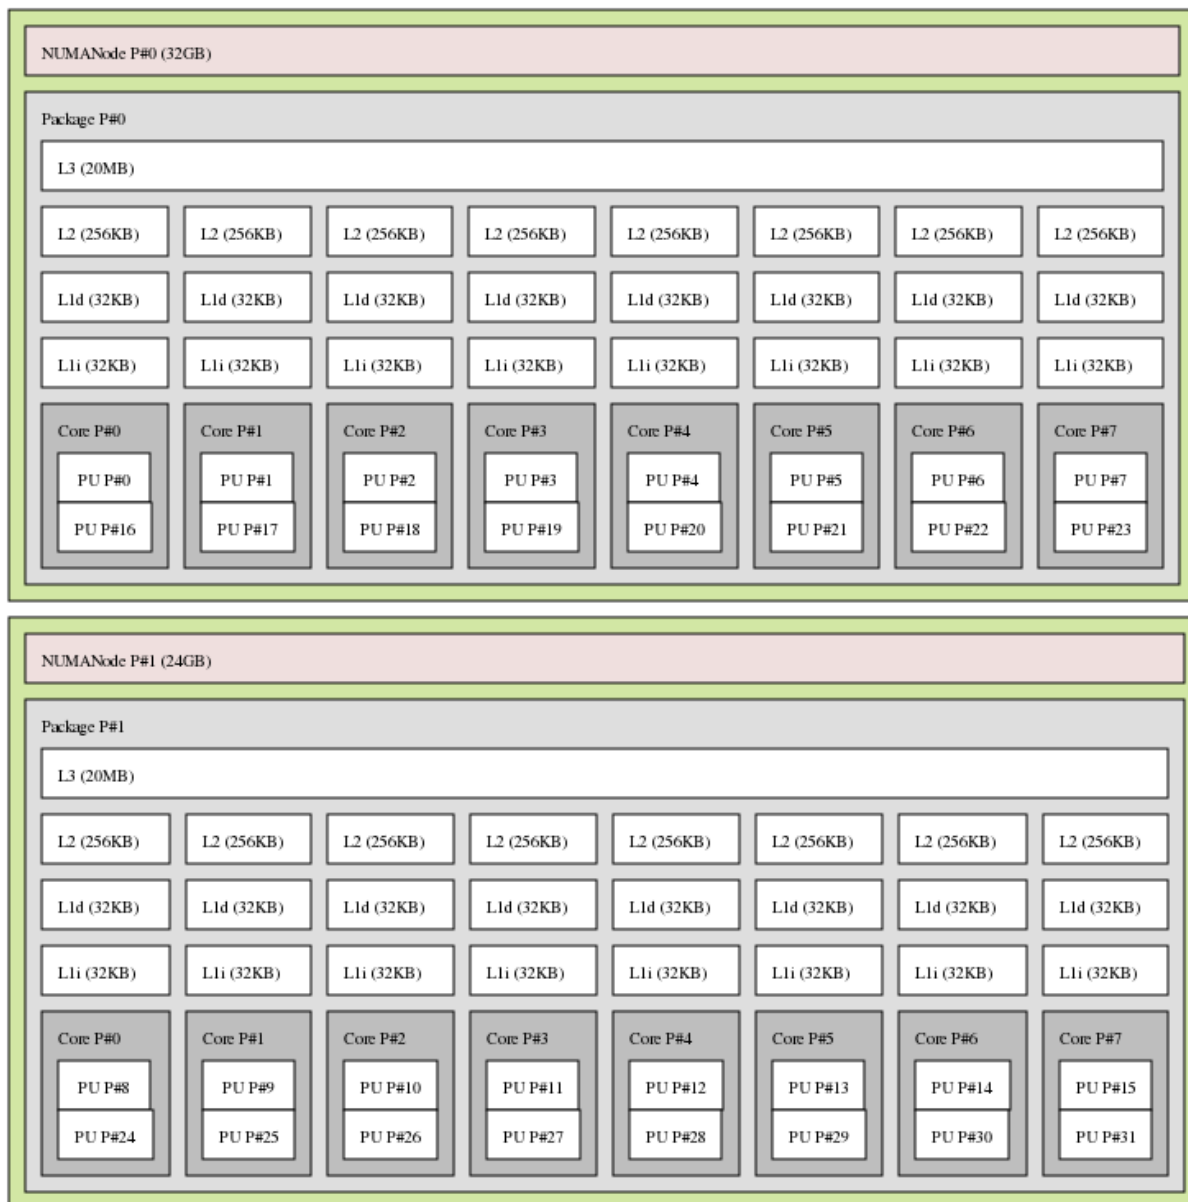 NUMANode P#0 (32GB)
Package P#0
L3 (20MB)
L2 (256KB) L2 (256KB) L2 (256KB) L2 (256KB) L2 (256KB) L2 (256KB) L2 (256KB) L2 (256KB)
L1d (32KB) L1d (32KB) L1d (32KB) L1d (32KB) L1d (32KB) L1d (32KB) L1d (32KB) L1d (32KB)
L1i (32KB) L1i (32KB) L1i (32KB) L1i (32KB) L1i (32KB) L1i (32KB) L1i (32KB) L1i (32KB)
Core P#0 Core P#1 Core P#2 Core P#3 Core P#4 Core P#5 Core P#6 Core P#7
PU P#0 PU P#1 PU P#2 PU P#3 PU P#4 PU P#5 PU P#6 PU P#7
PU P#16 PU P#17 PU P#18 PU P#19 PU P#20 PU P#21 PU P#22 PU P#23
NUMANode P#1 (24GB)
Package P#1
L3 (20MB)
L2 (256KB) L2 (256KB) L2 (256KB) L2 (256KB) L2 (256KB) L2 (256KB) L2 (256KB) L2 (256KB)
L1d (32KB) L1d (32KB) L1d (32KB) L1d (32KB) L1d (32KB) L1d (32KB) L1d (32KB) L1d (32KB)
L1i (32KB) L1i (32KB) L1i (32KB) L1i (32KB) L1i (32KB) L1i (32KB) L1i (32KB) L1i (32KB)
Core P#0 Core P#1 Core P#2 Core P#3 Core P#4 Core P#5 Core P#6 Core P#7
PU P#8 PU P#9 PU P#10 PU P#11 PU P#12 PU P#13 PU P#14 PU P#15
PU P#24 PU P#25 PU P#26 PU P#27 PU P#28 PU P#29 PU P#30 PU P#31